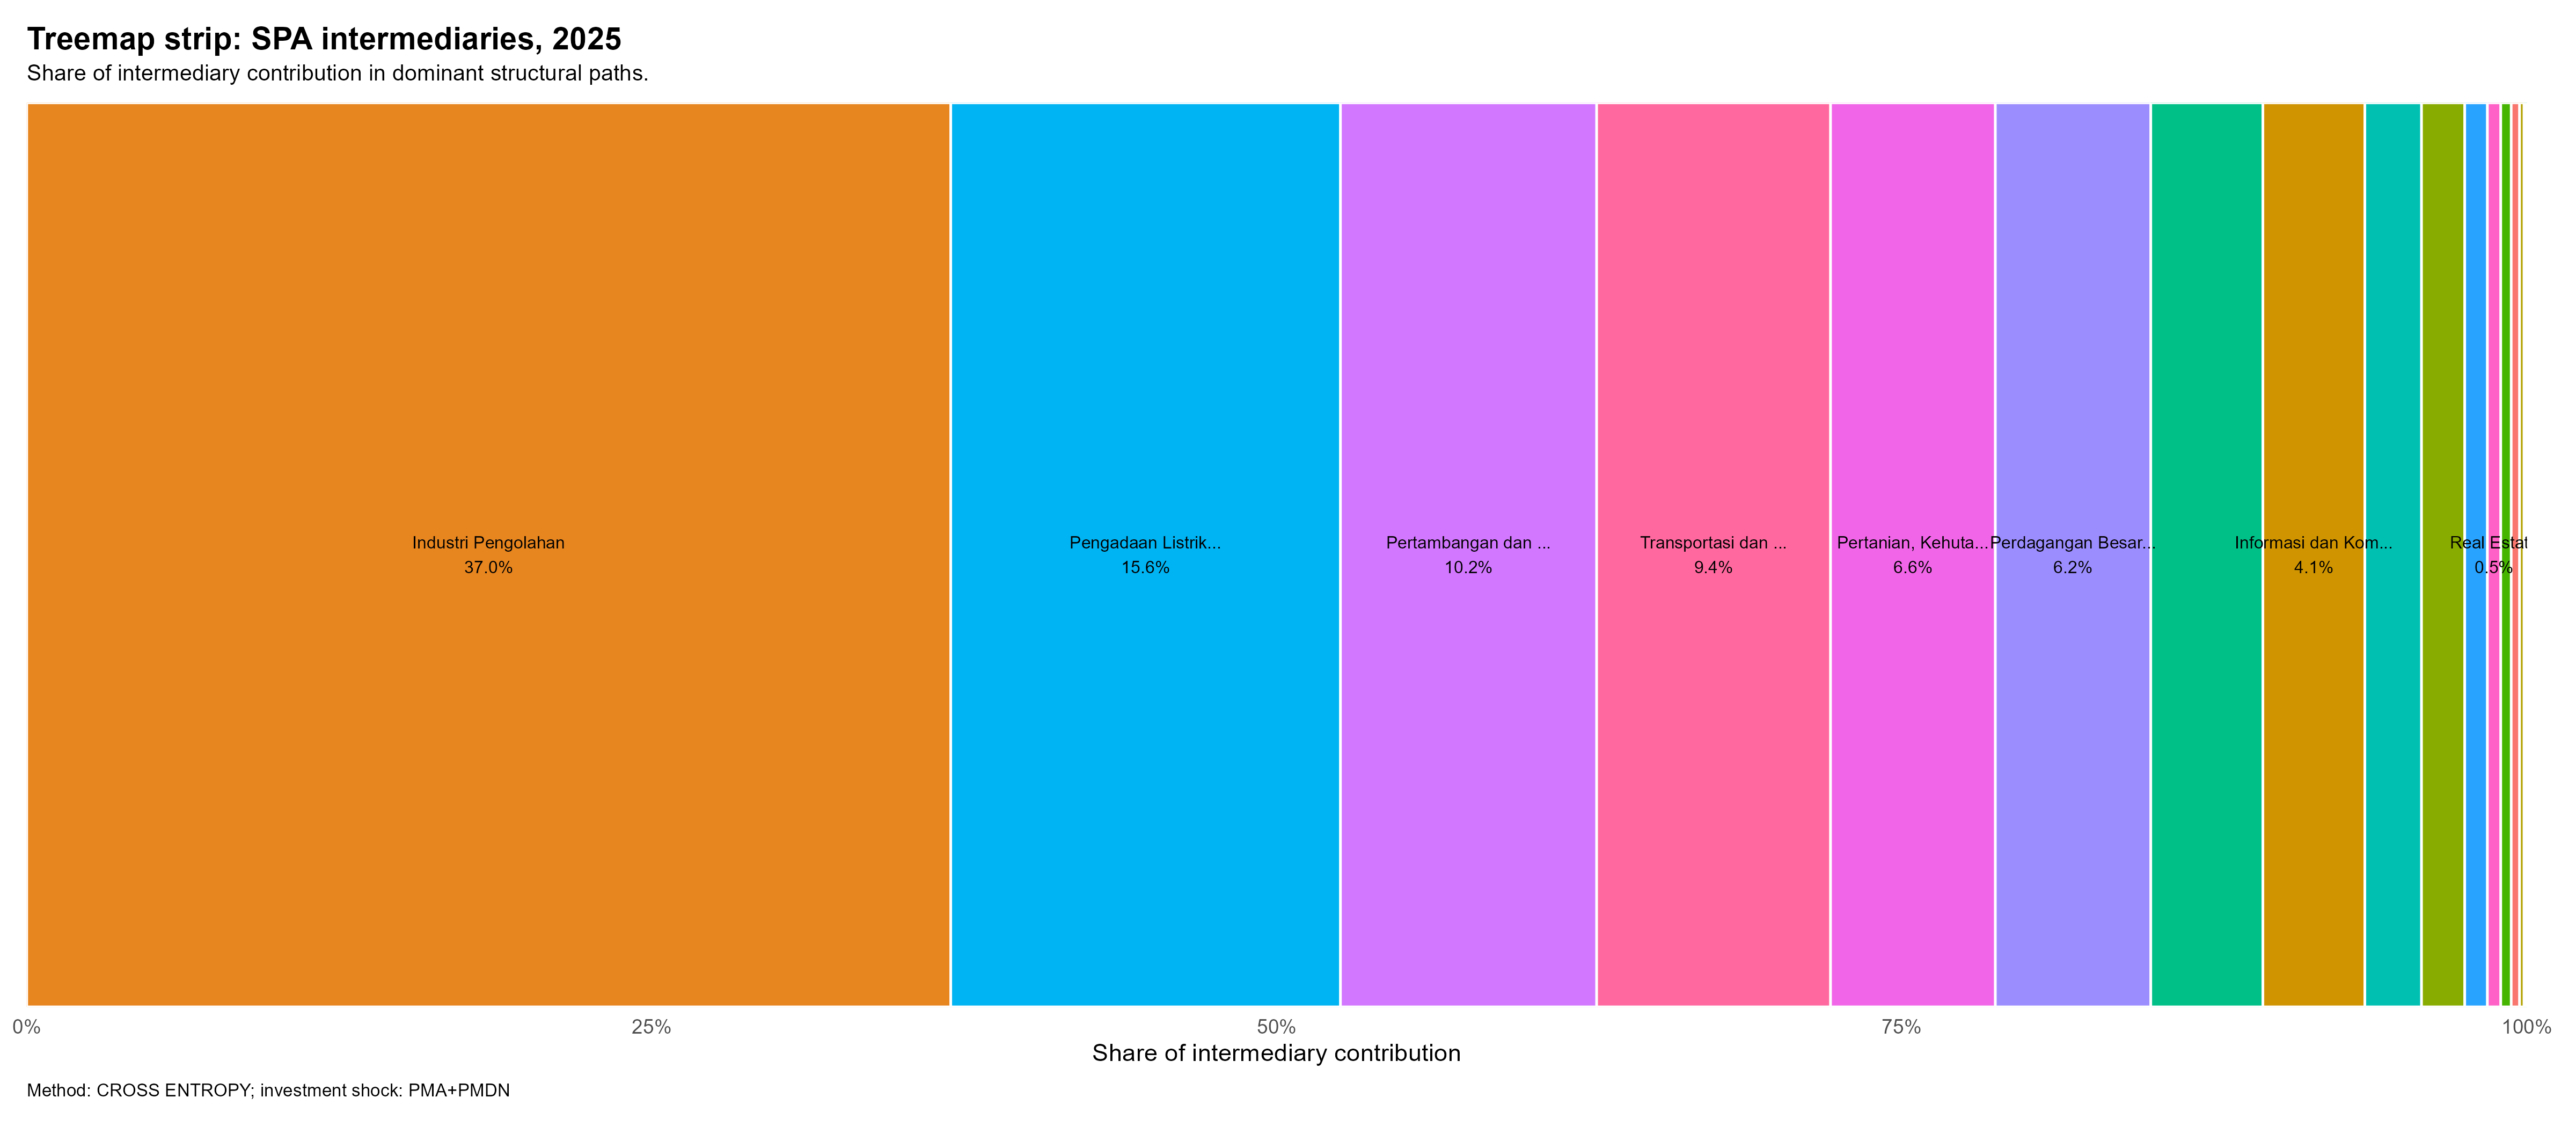 Treemap strip: SPA intermediaries, 2025
Share of intermediary contribution in dominant structural paths.
Industri Pengolahan
37.0%
Pengadaan Listrik...
15.6%
Pertambangan dan ...
10.2%
Transportasi dan ...
9.4%
Pertanian, Kehuta...
6.6%
Perdagangan Besar...
6.2%
Informasi dan Kom...
4.1%
Real Estat
0.5%
0% 25% 50% 75% 100%
Share of intermediary contribution
Method: CROSS ENTROPY; investment shock: PMA+PMDN